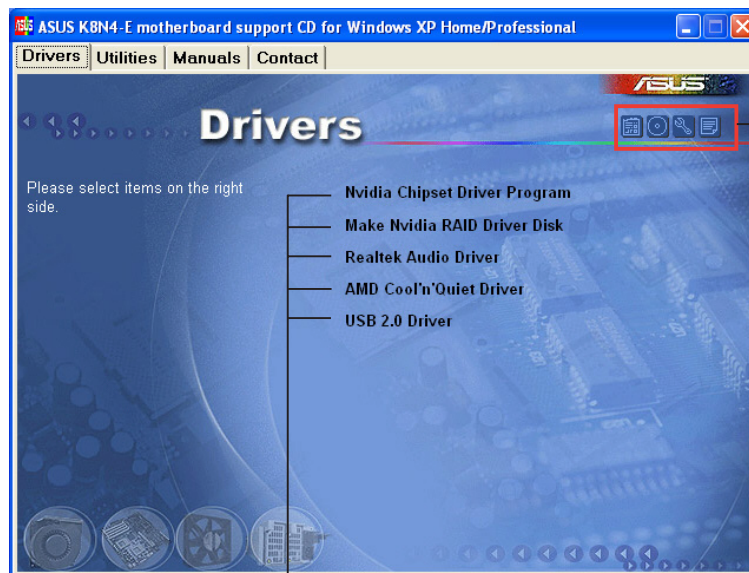 ASUS K8N4-E motherboard support CD for Windows XP Home/Professional
Drivers Utilities Manuals Contact
ASUS
Drivers
Please select items on the right
side.
Nvidia Chipset Driver Program
Make Nvidia RAID Driver Disk
Realtek Audio Driver
AMD Cool'n'Quiet Driver
USB 2.0 Driver